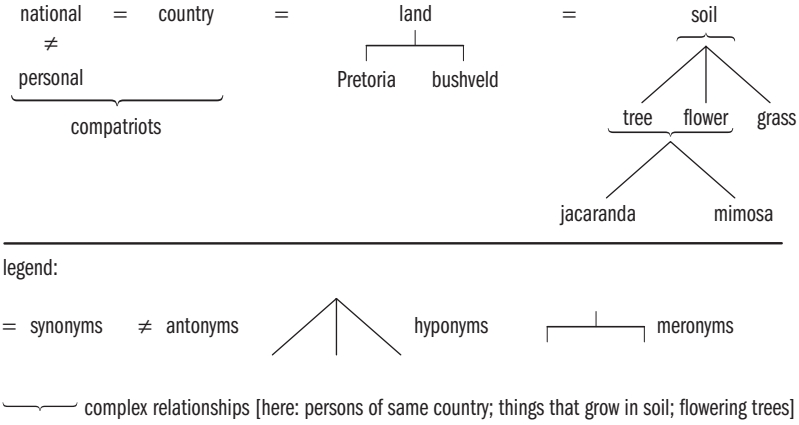 national = country = land = soil
≠
personal Pretoria bushveld
compatriots tree flower grass
jacaranda mimosa
legend:
= synonyms ≠ antonyms hyponyms meronyms
complex relationships [here: persons of same country; things that grow in soil; flowering trees]